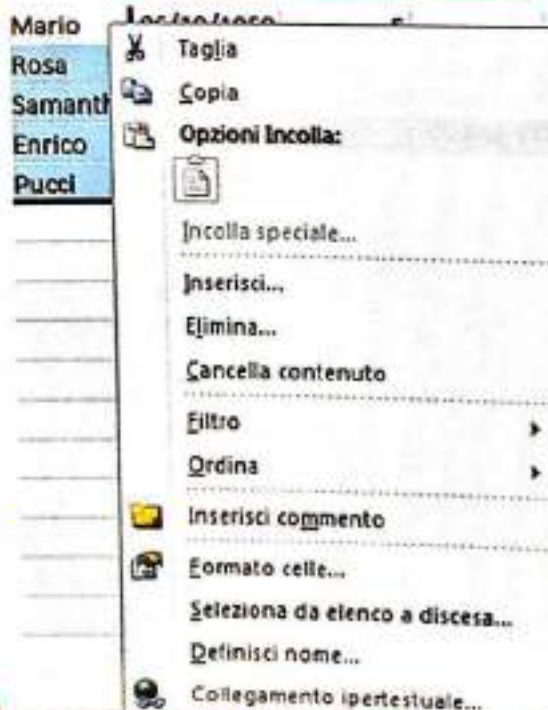 Mario
Rosa
Samanth
Enrico
Pucci
Taglia
Copia
Opzioni Incolla:
Incolla speciale...
Inserisci...
Elimina...
Cancella contenuto
Filtro
Ordina
Inserisci commento
Formato celle...
Seleziona da elenco a discesa...
Definisci nome...
Collegamento ipertestuale...